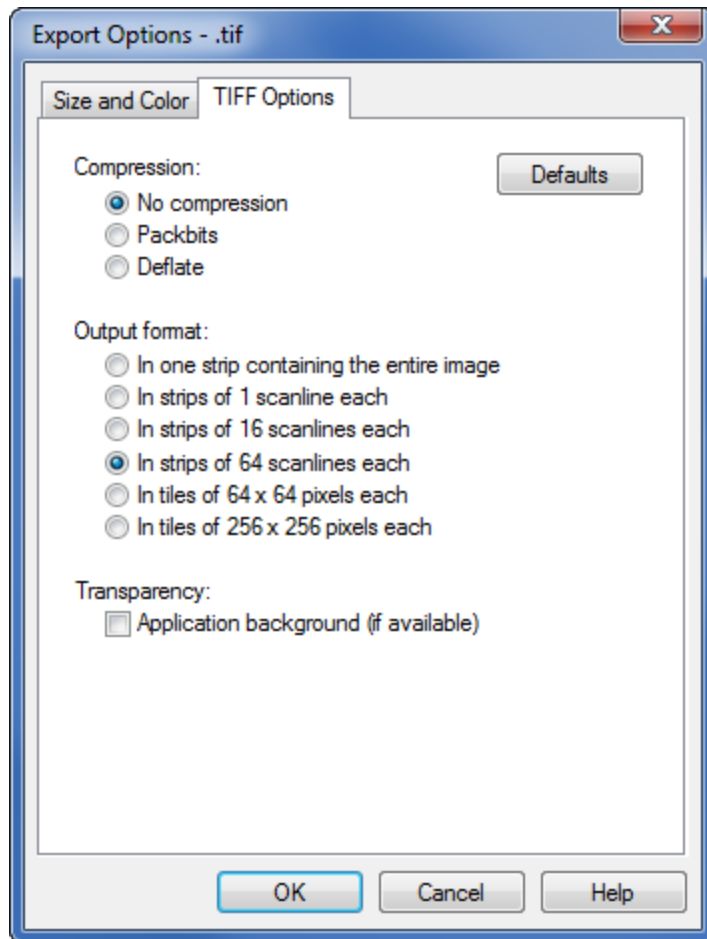 Export Options - .tif
Size and Color
TIFF Options
Compression:
Defaults
No compression
Packbits
Deflate
Output format:
In one strip containing the entire image
In strips of 1 scanline each
In strips of 16 scanlines each
In strips of 64 scanlines each
In tiles of 64 x 64 pixels each
In tiles of 256 x 256 pixels each
Transparency:
Application background (if available)
OK
Cancel
Help